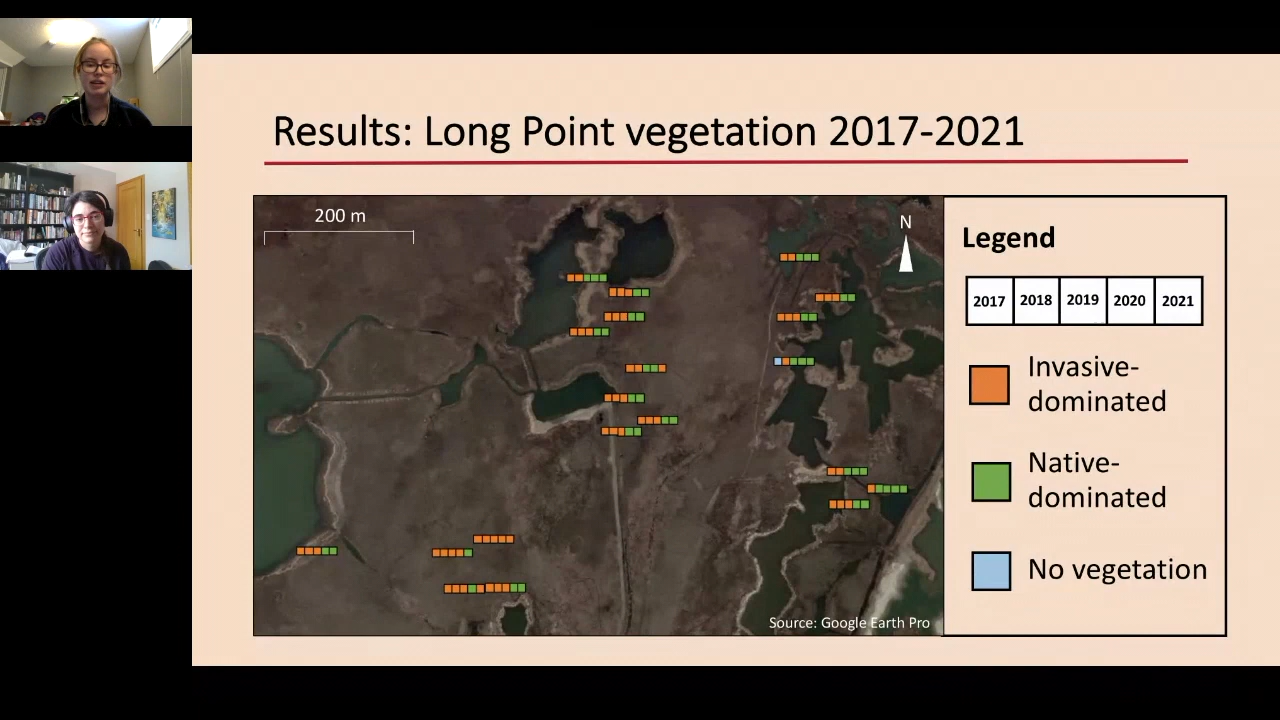 Results: Long Point vegetation 2017-2021
200 m
N
Legend
2017 2018 2019 2020 2021
Invasive-
dominated
Native-
dominated
No vegetation
Source: Google Earth Pro